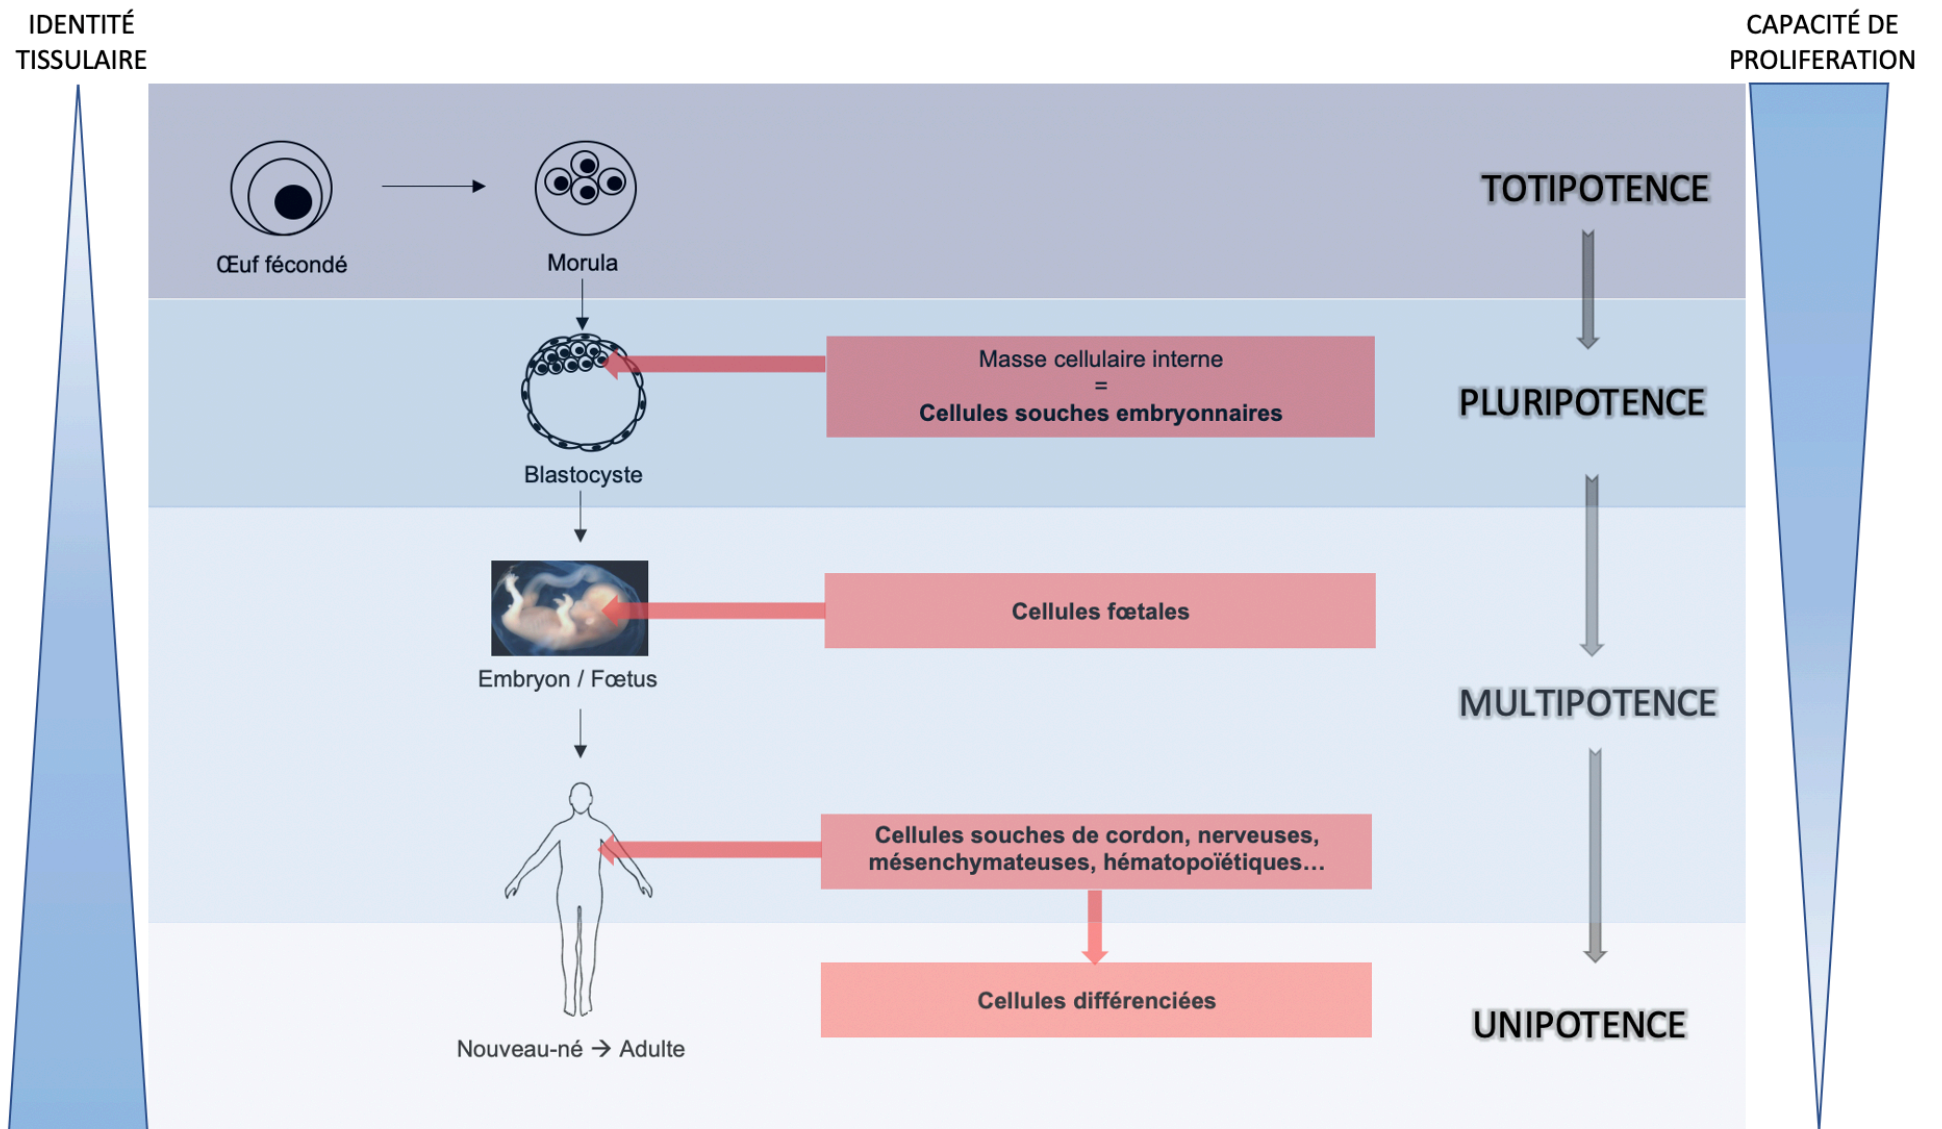 IDENTITÉ
TISSULAIRE
CAPACITÉ DE
PROLIFERATION
Œuf fécondé
Morula
TOTIPOTENCE
Masse cellulaire interne
=
Cellules souches embryonnaires
PLURIPOTENCE
Blastocyste
Cellules fœtales
Embryon / Fœtus
MULTIPOTENCE
Cellules souches de cordon, nerveuses,
mésenchymateuses, hématopoïétiques…
Cellules différenciées
UNIPOTENCE
Nouveau-né → Adulte